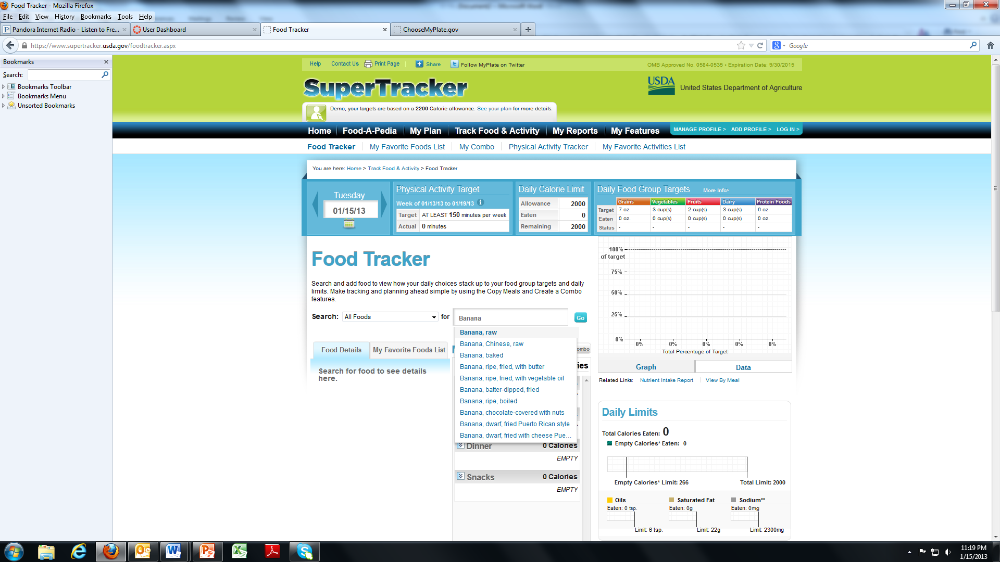 Food Tracker - Mozilla Firefox
File Edit View History Bookmarks Tools Help
Pandora Internet Radio - Listen to Fre...
User Dashboard
Food Tracker
ChooseMyPlate.gov
https://www.supertracker.usda.gov/foodtracker.aspx
Google
Bookmarks
Search:
Bookmarks Toolbar
Bookmarks Menu
Unsorted Bookmarks
Help Contact Us Print Page Share Follow MyPlate on Twitter
OMB Approved No. 0584-0535 • Expiration Date: 9/30/2015
SuperTracker
USDA United States Department of Agriculture
Demo, your targets are based on a 2200 Calorie allowance. See your plan for more details.
Home Food-A-Pedia My Plan Track Food & Activity My Reports My Features
MANAGE PROFILE > ADD PROFILE > LOG IN >
Food Tracker My Favorite Foods List My Combo Physical Activity Tracker My Favorite Activities List
You are here: Home > Track Food & Activity > Food Tracker
Tuesday
01/15/13
Physical Activity Target
Week of 01/13/13 to 01/19/13
Target AT LEAST 150 minutes per week
Actual 0 minutes
Daily Calorie Limit
Allowance 2000
Eaten 0
Remaining 2000
Daily Food Group Targets More Info>
Grains Vegetables Fruits Dairy Protein Foods
Target 7 oz. 3 cup(s) 2 cup(s) 3 cup(s) 6 oz.
Eaten 0 oz. 0 cup(s) 0 cup(s) 0 cup(s) 0 oz.
Status - - - - -
Food Tracker
Search and add food to view how your daily choices stack up to your food group targets and daily
limits. Make tracking and planning ahead simple by using the Copy Meals and Create a Combo
features.
Search: All Foods for Banana Go
Banana, raw
Banana, Chinese, raw
Banana, baked
Banana, ripe, fried, with butter
Banana, ripe, fried, with vegetable oil
Banana, batter-dipped, fried
Banana, ripe, boiled
Banana, chocolate-covered with nuts
Banana, dwarf, fried Puerto Rican style
Banana, dwarf, fried with cheese Pue...
Food Details My Favorite Foods List
Search for food to see details
here.
ombo
ies
Dinner 0 Calories
EMPTY
Snacks 0 Calories
EMPTY
100%
of target
75%
50%
25%
0%
0% 0% 0% 0% 0%
Total Percentage of Target
Graph Data
Related Links: Nutrient Intake Report View By Meal
Daily Limits
Total Calories Eaten: 0
Empty Calories* Eaten: 0
Empty Calories* Limit: 266 Total Limit: 2000
Oils Saturated Fat Sodium**
Eaten: 0 tsp. Eaten: 0g Eaten: 0mg
Limit: 6 tsp. Limit: 22g Limit: 2300mg
11:19 PM
1/15/2013